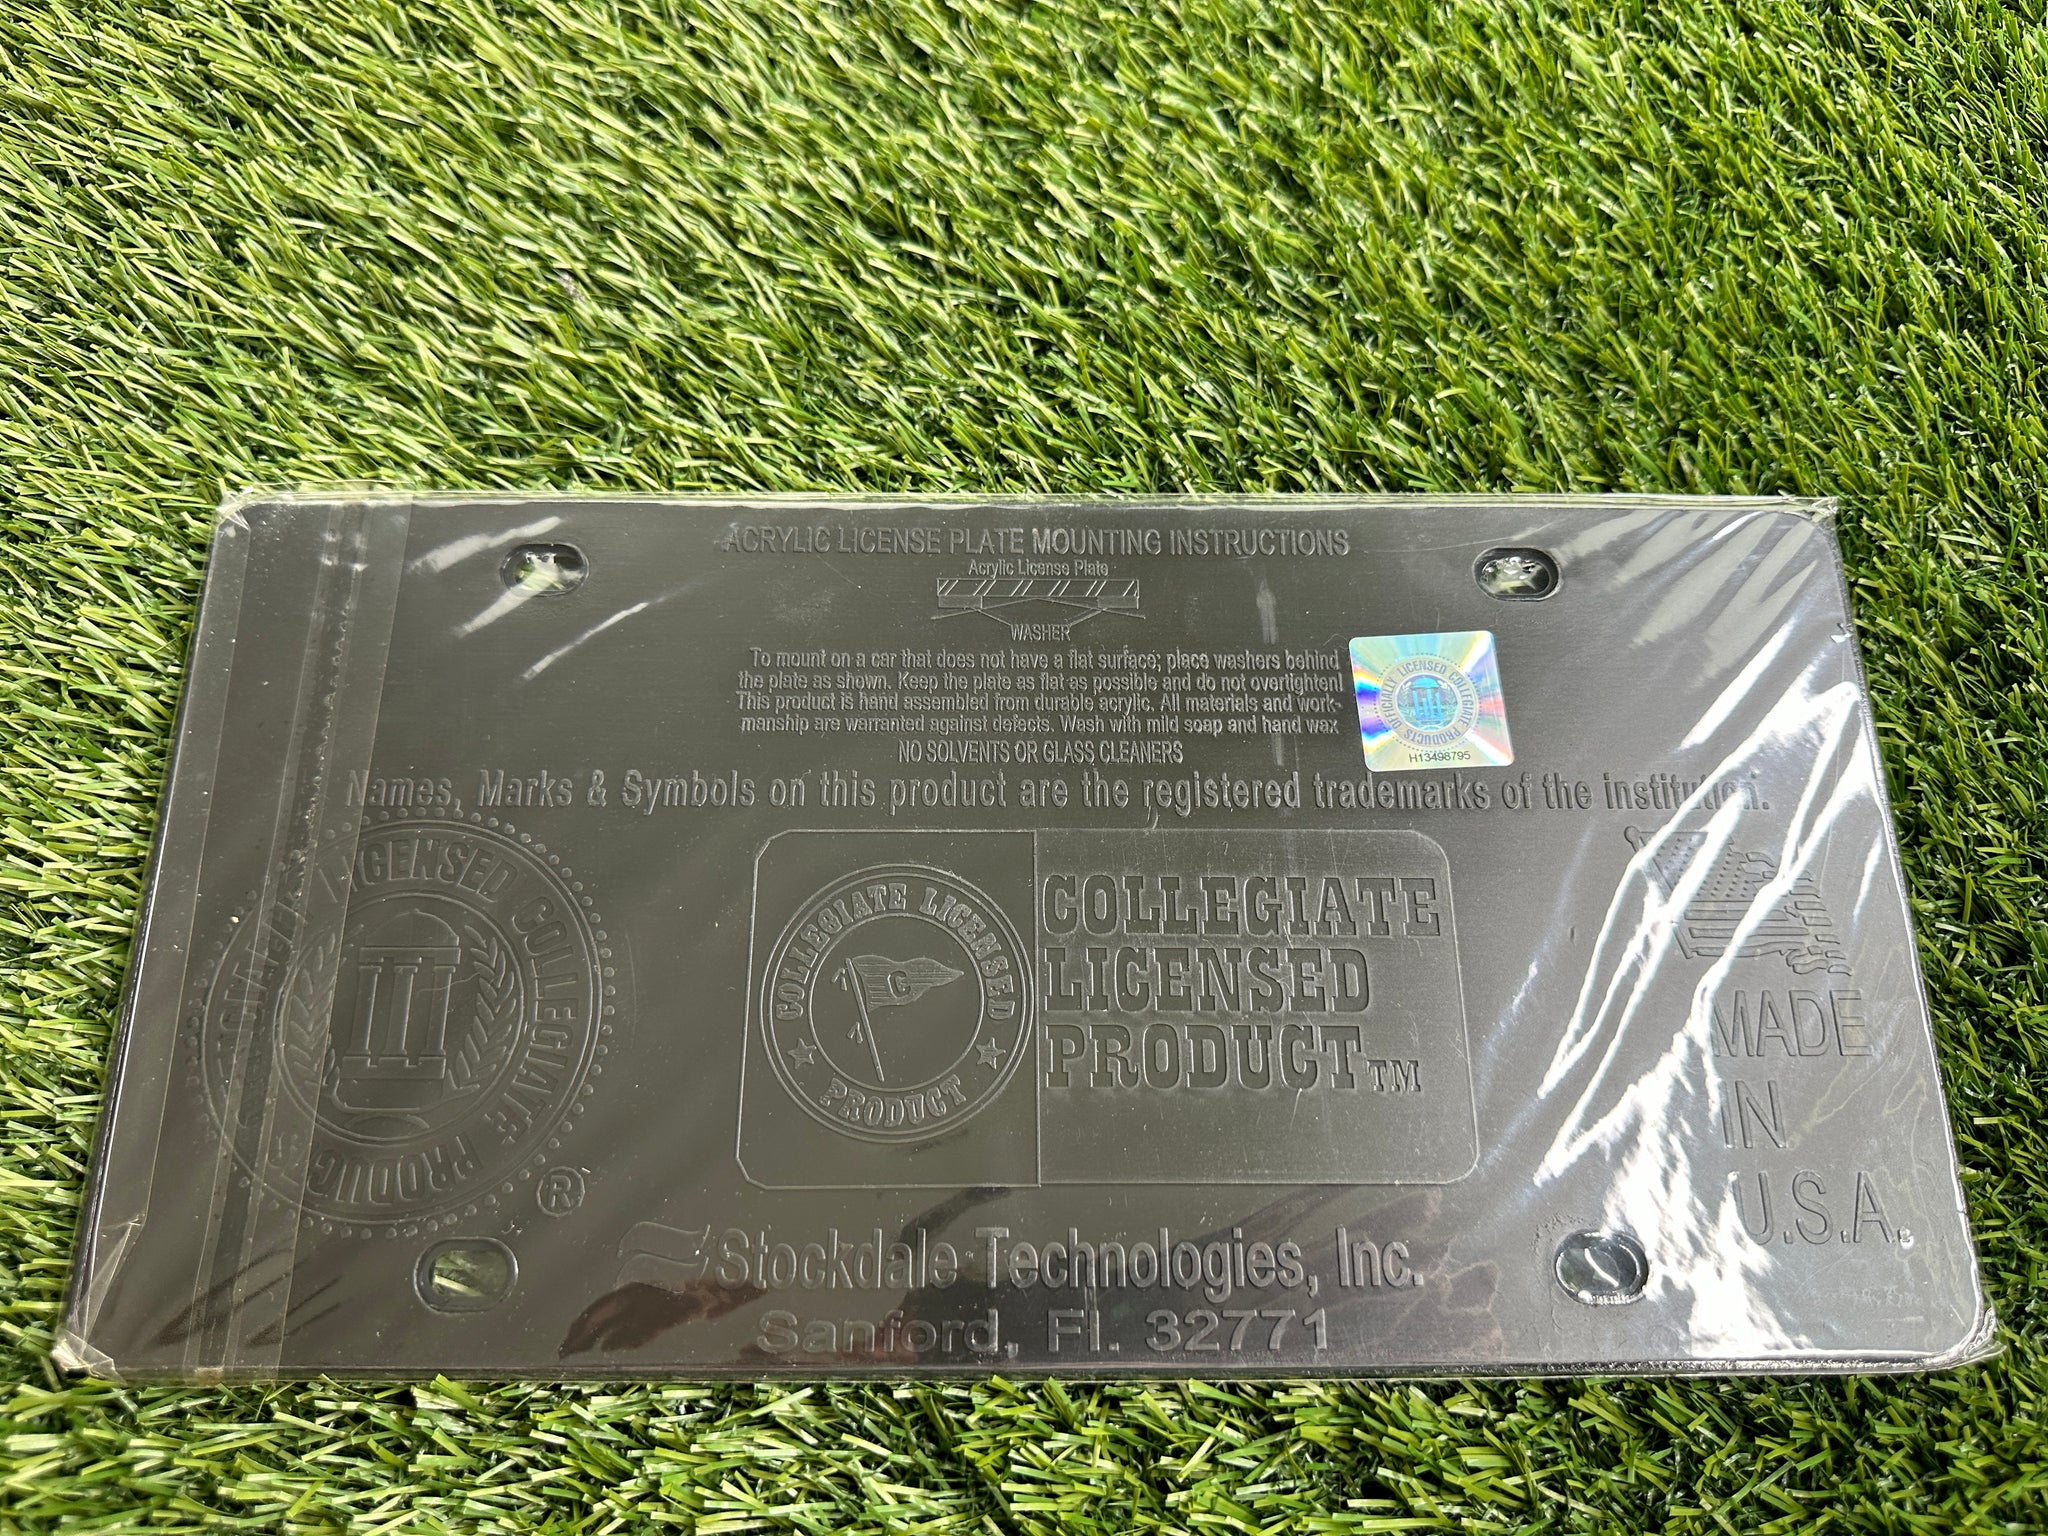 ACRYLIC LICENSE PLATE MOUNTING INSTRUCTIONS
Acrylic License Plate
WASHER
To mount on a car that does not have a flat surface; place washers behind
the plate as shown. Keep the plate as flat as possible and do not overtighten!
This product is hand assembled from durable acrylic. All materials and work-
manship are warranted against defects. Wash with mild soap and hand wax
NO SOLVENTS OR GLASS CLEANERS
OFFICIALLY LICENSED COLLEGIATE PRODUCTS
H13498795
Names, Marks & Symbols on this product are the registered trademarks of the institution.
OFFICIALLY LICENSED COLLEGIATE PRODUCTS
®
COLLEGIATE LICENSED
C
PRODUCT
COLLEGIATE
LICENSED
PRODUCT™
MADE
IN
U.S.A.
Stockdale Technologies, Inc.
Sanford, Fl. 32771